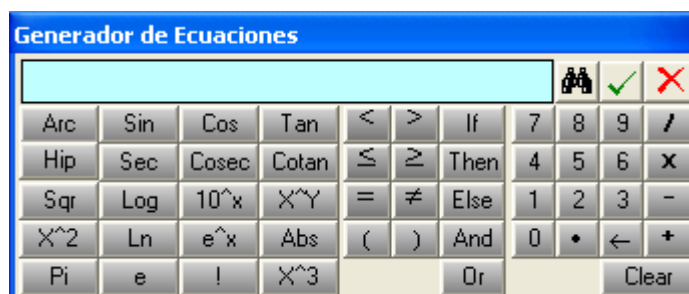 Generador de Ecuaciones
Arc Sin Cos Tan < > If 7 8 9 /
Hip Sec Cosec Cotan ≤ ≥ Then 4 5 6 x
Sqr Log 10^x X^Y = ≠ Else 1 2 3 -
X^2 Ln e^x Abs ( ) And 0 • ← +
Pi e ! X^3 Or Clear